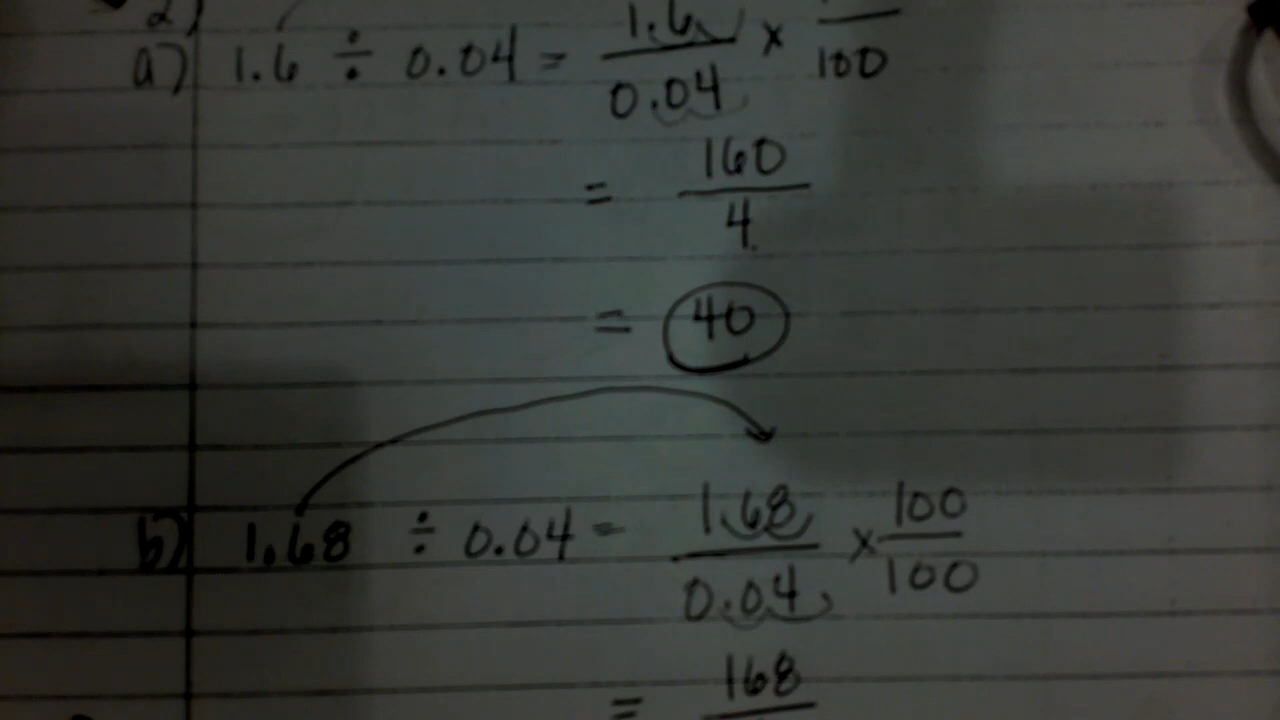 2)
a) 1.6 ÷ 0.04 = 1.6/0.04 × /100
= 160/4
= 40
b) 1.68 ÷ 0.04 = 1.68/0.04 × 100/100
= 168